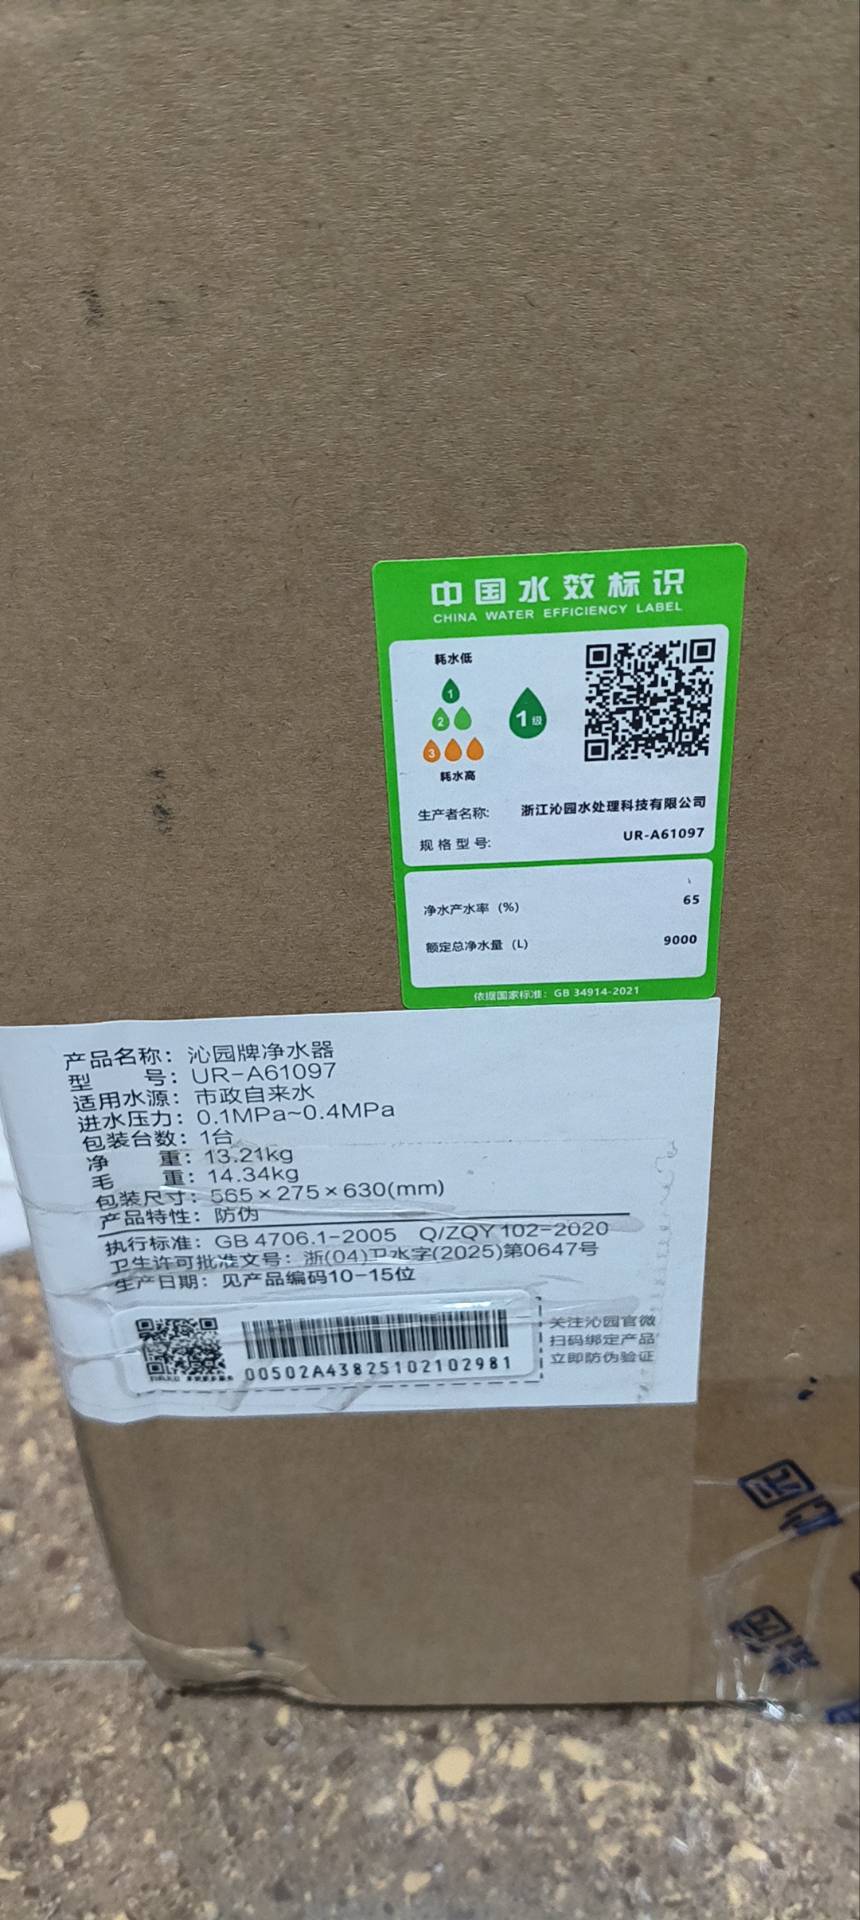 中国水效标识
CHINA WATER EFFICIENCY LABEL
耗水低
1
2
3
耗水高
1级
生产者名称: 浙江沁园水处理科技有限公司
规格型号: UR-A61097
净水产水率 (%) 65
额定总净水量 (L) 9000
依据国家标准: GB 34914-2021
产品名称: 沁园牌净水器
型 号: UR-A61097
适用水源: 市政自来水
进水压力: 0.1MPa~0.4MPa
包装台数: 1台
净 重: 13.21kg
毛 重: 14.34kg
包装尺寸: 565×275×630(mm)
产品特性: 防伪
执行标准: GB 4706.1-2005 Q/ZQY 102-2020
卫生许可批准文号: 浙(04)卫水字(2025)第0647号
生产日期: 见产品编码10-15位
00502A43825102102981
关注沁园官微
扫码绑定产品
立即防伪验证